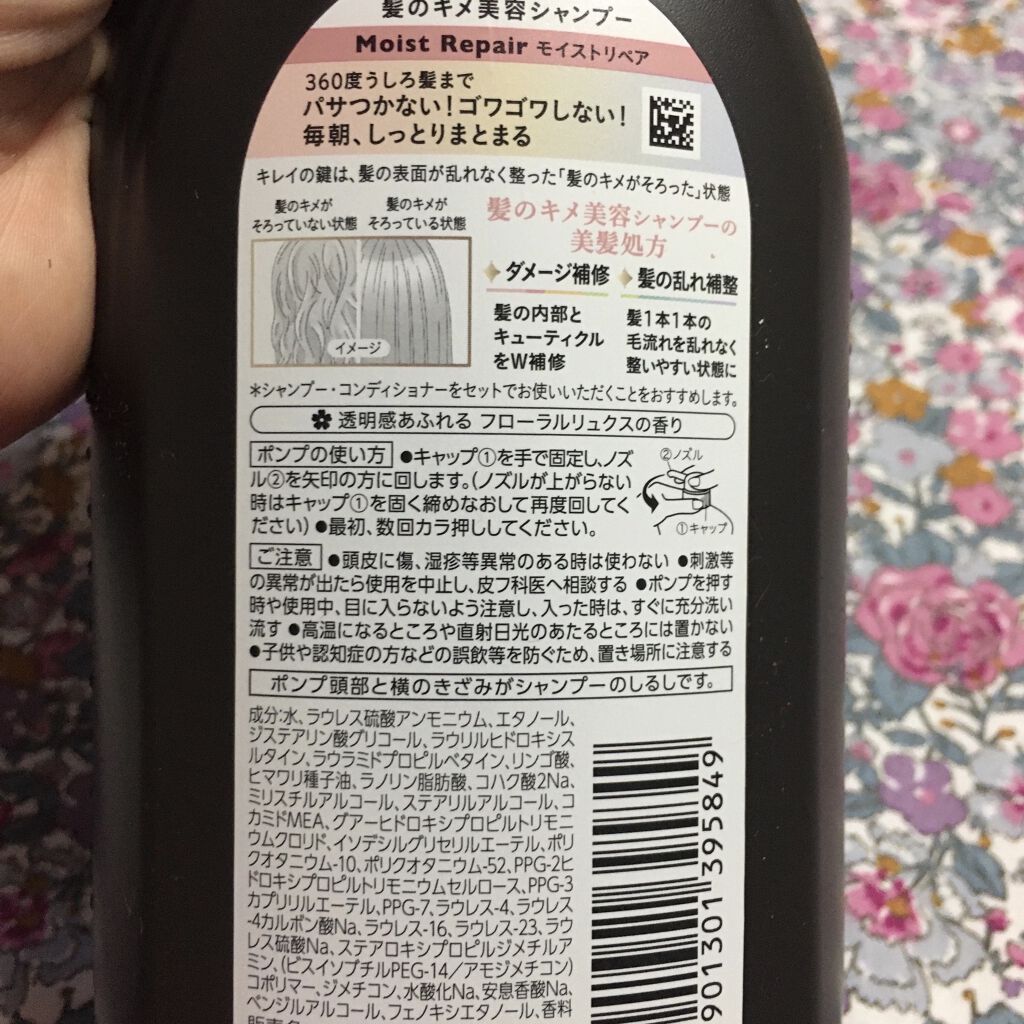 髪のキメ美容シャンプー
Moist Repair モイストリペア
360度うしろ髪まで
パサつかない!ゴワゴワしない!
毎朝、しっとりまとまる
キレイの鍵は、髪の表面が乱れなく整った「髪のキメがそろった」状態
髪のキメが
そろっていない状態
髪のキメが
そろっている状態
イメージ
髪のキメ美容シャンプーの
美髪処方
ダメージ補修
髪の内部と
キューティクル
をW補修
髪の乱れ補整
髪1本1本の
毛流れを乱れなく
整いやすい状態に
*シャンプー・コンディショナーをセットでお使いいただくことをおすすめします。
透明感あふれる フローラルリュクスの香り
ポンプの使い方 ●キャップ①を手で固定し、ノズ
ル②を矢印の方に回します。(ノズルが上がらない
時はキャップ①を固く締めなおして再度回してく
ださい) ●最初、数回カラ押ししてください。
②ノズル
①キャップ
ご注意 ●頭皮に傷、湿疹等異常のある時は使わない ●刺激等
の異常が出たら使用を中止し、皮フ科医へ相談する ●ポンプを押す
時や使用中、目に入らないよう注意し、入った時は、すぐに充分洗い
流す ●高温になるところや直射日光のあたるところには置かない
●子供や認知症の方などの誤飲等を防ぐため、置き場所に注意する
ポンプ頭部と横のきざみがシャンプーのしるしです。
成分:水、ラウレス硫酸アンモニウム、エタノール、
ジステアリン酸グリコール、ラウリルヒドロキシス
ルタイン、ラウラミドプロピルベタイン、リンゴ酸、
ヒマワリ種子油、ラノリン脂肪酸、コハク酸2Na、
ミリスチルアルコール、ステアリルアルコール、コ
カミドMEA、グアーヒドロキシプロピルトリモニ
ウムクロリド、イソデシルグリセリルエーテル、ポリ
クオタニウム-10、ポリクオタニウム-52、PPG-2ヒ
ドロキシプロピルトリモニウムセルロース、PPG-3
カプリリルエーテル、PPG-7、ラウレス-4、ラウレス
-4カルボン酸Na、ラウレス-16、ラウレス-23、ラウ
レス硫酸Na、ステアロキシプロピルジメチルア
ミン、(ビスイソブチルPEG-14/アモジメチコン)
コポリマー、ジメチコン、水酸化Na、安息香酸Na、
ベンジルアルコール、フェノキシエタノール、香料
901301395849